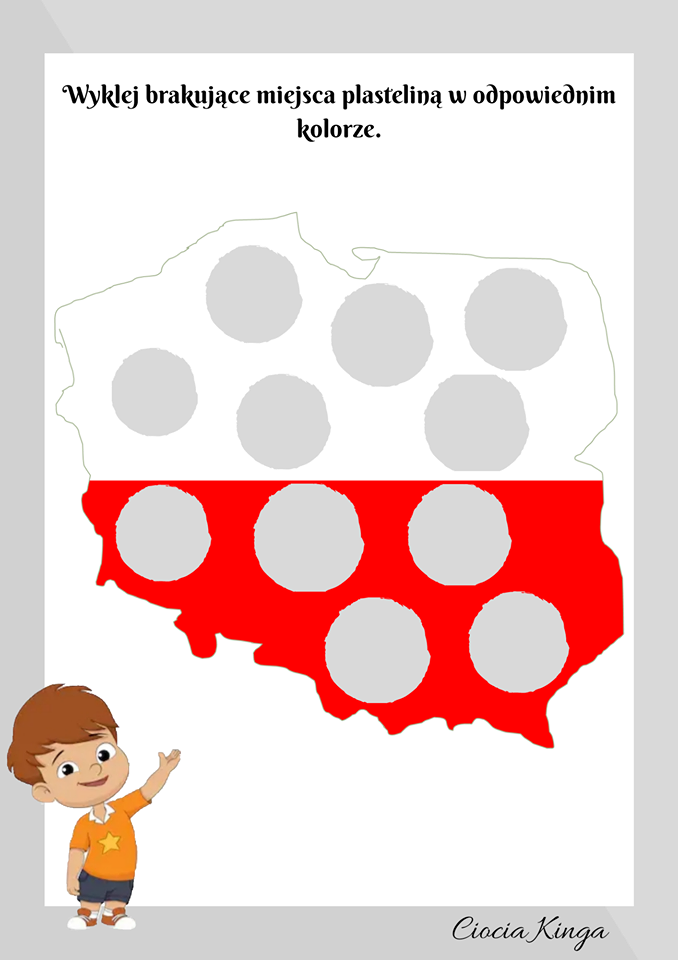 Wyklej brakujące miejsca plasteliną w odpowiednim
kolorze.
Ciocia Kinga